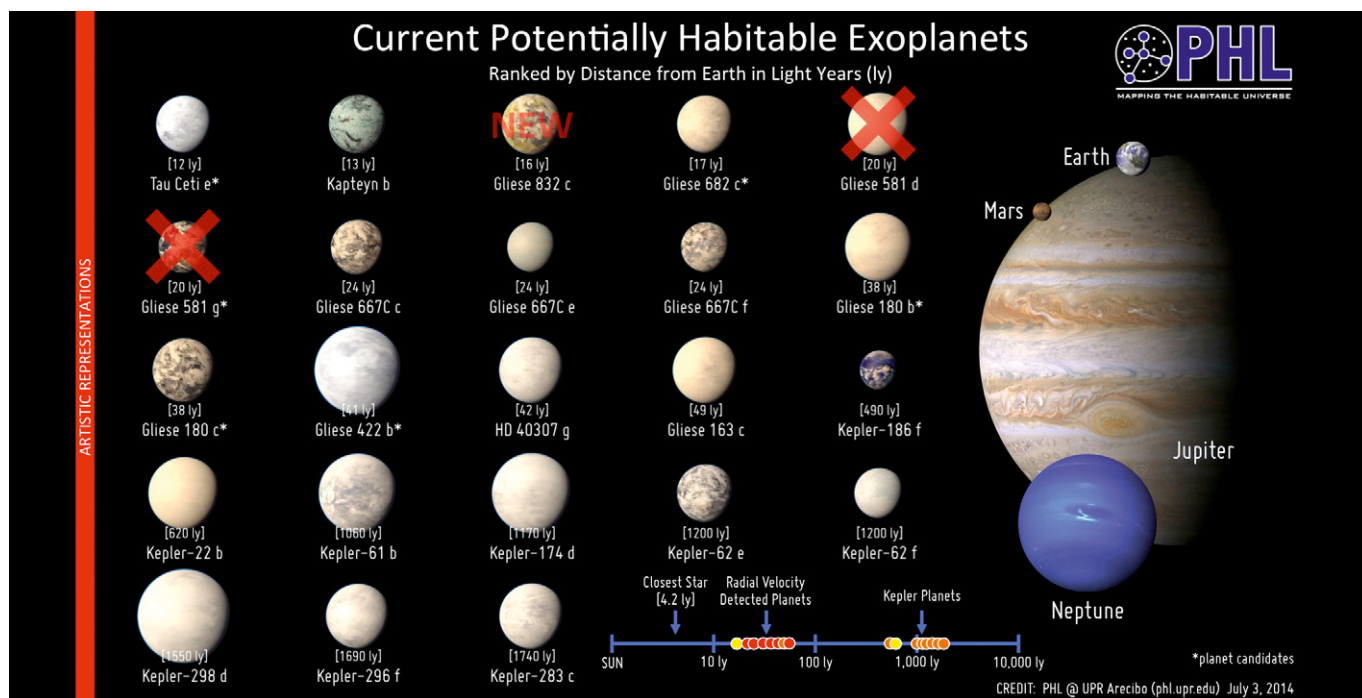 Current Potentially Habitable Exoplanets
Ranked by Distance from Earth in Light Years (ly)
PHL
MAPPING THE HABITABLE UNIVERSE
ARTISTIC REPRESENTATIONS
[12 ly]
Tau Ceti e*
[13 ly]
Kapteyn b
NEW
[16 ly]
Gliese 832 c
[17 ly]
Gliese 682 c*
[20 ly]
Gliese 581 d
[20 ly]
Gliese 581 g*
[24 ly]
Gliese 667C c
[24 ly]
Gliese 667C e
[24 ly]
Gliese 667C f
[38 ly]
Gliese 180 b*
[38 ly]
Gliese 180 c*
[41 ly]
Gliese 422 b*
[42 ly]
HD 40307 g
[49 ly]
Gliese 163 c
[490 ly]
Kepler-186 f
[620 ly]
Kepler-22 b
[1060 ly]
Kepler-61 b
[1170 ly]
Kepler-174 d
[1200 ly]
Kepler-62 e
[1200 ly]
Kepler-62 f
[1550 ly]
Kepler-298 d
[1690 ly]
Kepler-296 f
[1740 ly]
Kepler-283 c
Closest Star
[4.2 ly]
Radial Velocity
Detected Planets
Kepler Planets
SUN
10 ly
100 ly
1,000 ly
10,000 ly
Earth
Mars
Jupiter
Neptune
*planet candidates
CREDIT: PHL @ UPR Arecibo (phl.upr.edu) July 3, 2014